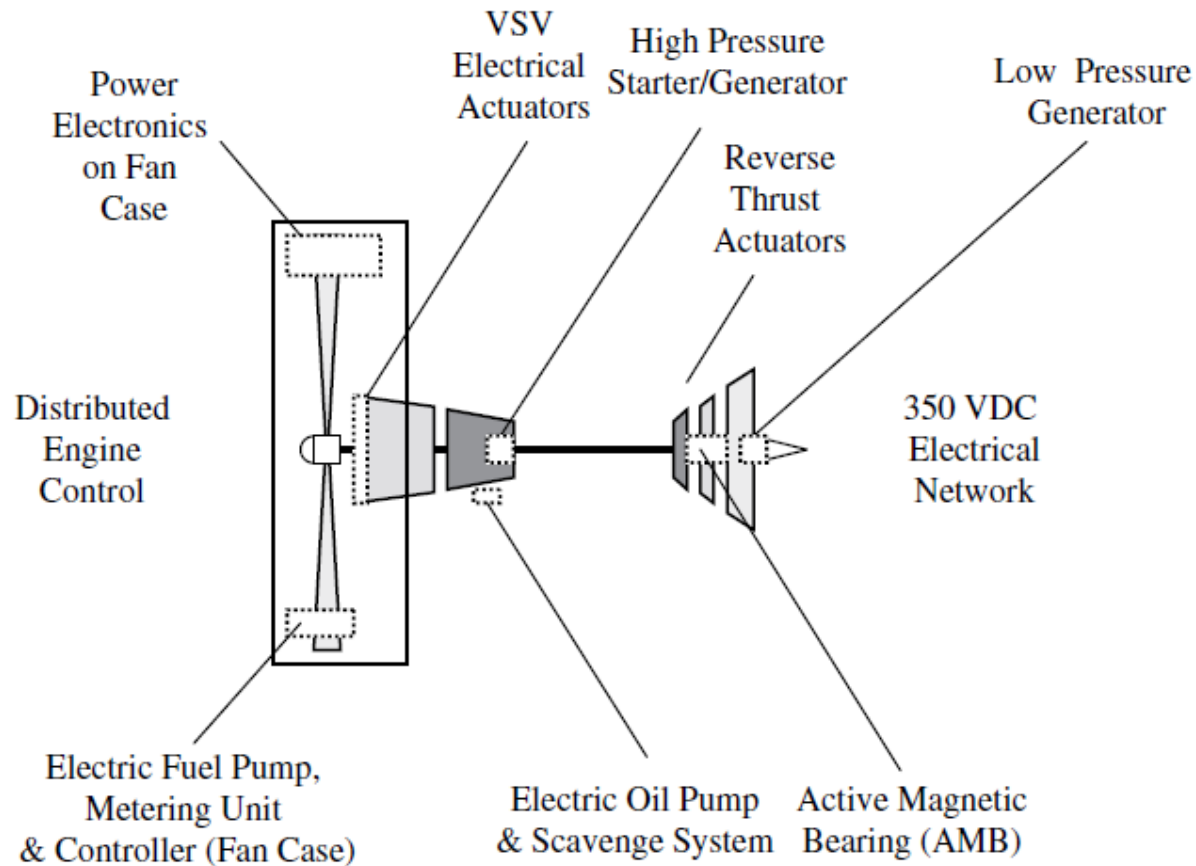 VSV
Electrical
Actuators
High Pressure
Starter/Generator
Low Pressure
Generator
Power
Electronics
on Fan
Case
Reverse
Thrust
Actuators
Distributed
Engine
Control
350 VDC
Electrical
Network
Electric Fuel Pump,
Metering Unit
& Controller (Fan Case)
Electric Oil Pump
& Scavenge System
Active Magnetic
Bearing (AMB)